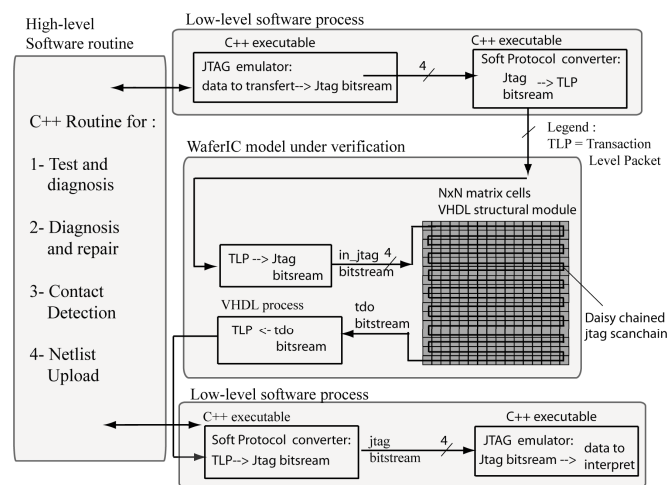 High-level
Software routine
C++ Routine for :
1- Test and
diagnosis
2- Diagnosis
and repair
3- Contact
Detection
4- Netlist
Upload
Low-level software process
C++ executable
JTAG emulator:
data to transfert--> Jtag bitsream
4
C++ executable
Soft Protocol converter:
Jtag
bitsream
--> TLP
Legend :
TLP = Transaction
Level Packet
WaferIC model under verification
NxN matrix cells
VHDL structural module
TLP --> Jtag
bitsream
in_jtag
4
bitstream
VHDL process
TLP <- tdo
bitsream
tdo
bitstream
Daisy chained
jtag scanchain
Low-level software process
C++ executable
Soft Protocol converter:
TLP--> Jtag bitsream
jtag
4
bitstream
C++ executable
JTAG emulator:
Jtag bitsream -->
data to
interpret